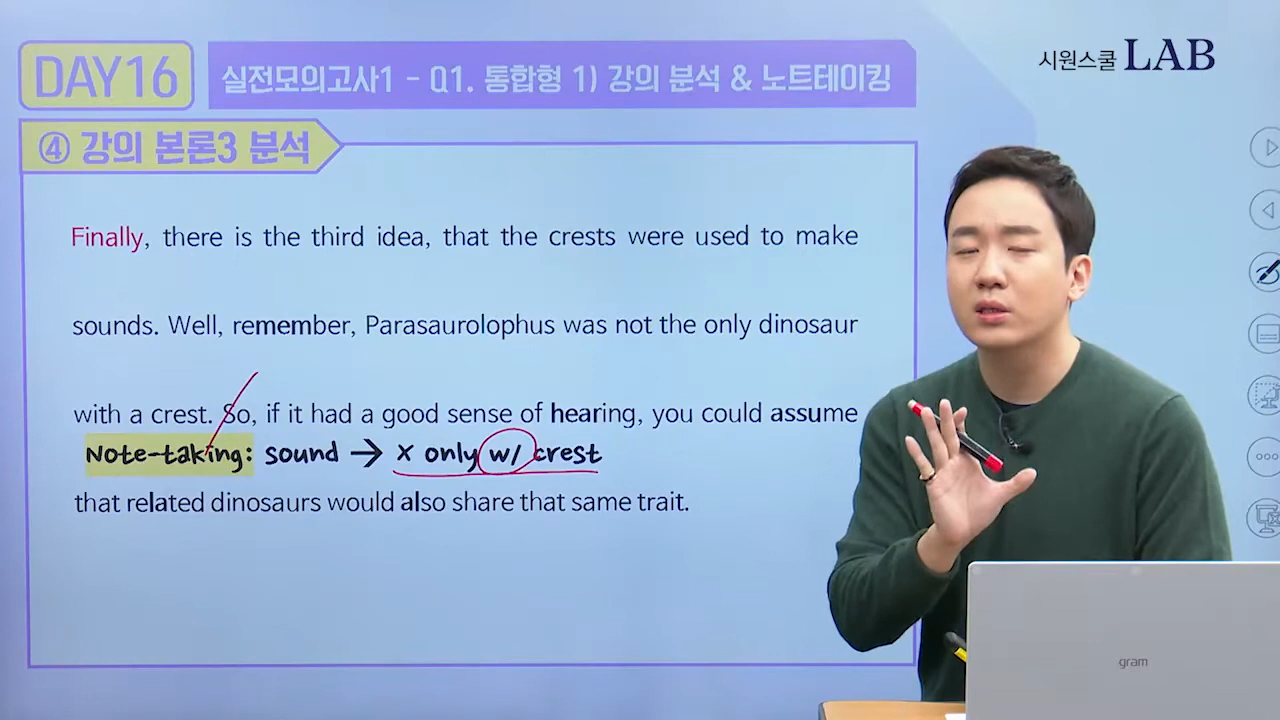 DAY16
실전모의고사1 - Q1. 통합형 1) 강의 분석 & 노트테이킹
시원스쿨 LAB
④ 강의 본론3 분석
Finally, there is the third idea, that the crests were used to make
sounds. Well, remember, Parasaurolophus was not the only dinosaur
with a crest. So, if it had a good sense of hearing, you could assume
Note-taking: sound → x only w/ crest
that related dinosaurs would also share that same trait.
gram